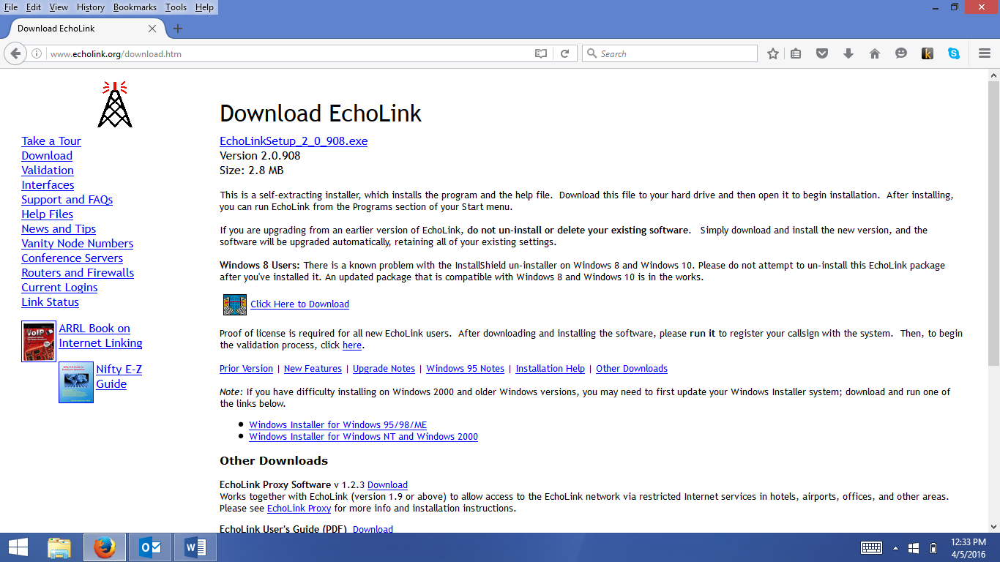 File Edit View History Bookmarks Tools Help
Download EchoLink
www.echolink.org/download.htm
Search
Download EchoLink
Take a Tour
Download
Validation
Interfaces
Support and FAQs
Help Files
News and Tips
Vanity Node Numbers
Conference Servers
Routers and Firewalls
Current Logins
Link Status
VoIP
ARRL Book on
Internet Linking
Nifty E-Z
Guide
EchoLinkSetup_2_0_908.exe
Version 2.0.908
Size: 2.8 MB
This is a self-extracting installer, which installs the program and the help file. Download this file to your hard drive and then open it to begin installation. After installing,
you can run EchoLink from the Programs section of your Start menu.
If you are upgrading from an earlier version of EchoLink, do not un-install or delete your existing software. Simply download and install the new version, and the
software will be upgraded automatically, retaining all of your existing settings.
Windows 8 Users: There is a known problem with the InstallShield un-installer on Windows 8 and Windows 10. Please do not attempt to un-install this EchoLink package
after you've installed it. An updated package that is compatible with Windows 8 and Windows 10 is in the works.
Click Here to Download
Proof of license is required for all new EchoLink users. After downloading and installing the software, please run it to register your callsign with the system. Then, to begin
the validation process, click here.
Prior Version | New Features | Upgrade Notes | Windows 95 Notes | Installation Help | Other Downloads
Note: If you have difficulty installing on Windows 2000 and older Windows versions, you may need to first update your Windows Installer system; download and run one of
the links below.
• Windows Installer for Windows 95/98/ME
• Windows Installer for Windows NT and Windows 2000
Other Downloads
EchoLink Proxy Software v 1.2.3 Download
Works together with EchoLink (version 1.9 or above) to allow access to the EchoLink network via restricted Internet services in hotels, airports, offices, and other areas.
Please see EchoLink Proxy for more info and installation instructions.
EchoLink User's Guide (PDF) Download
12:33 PM
4/5/2016